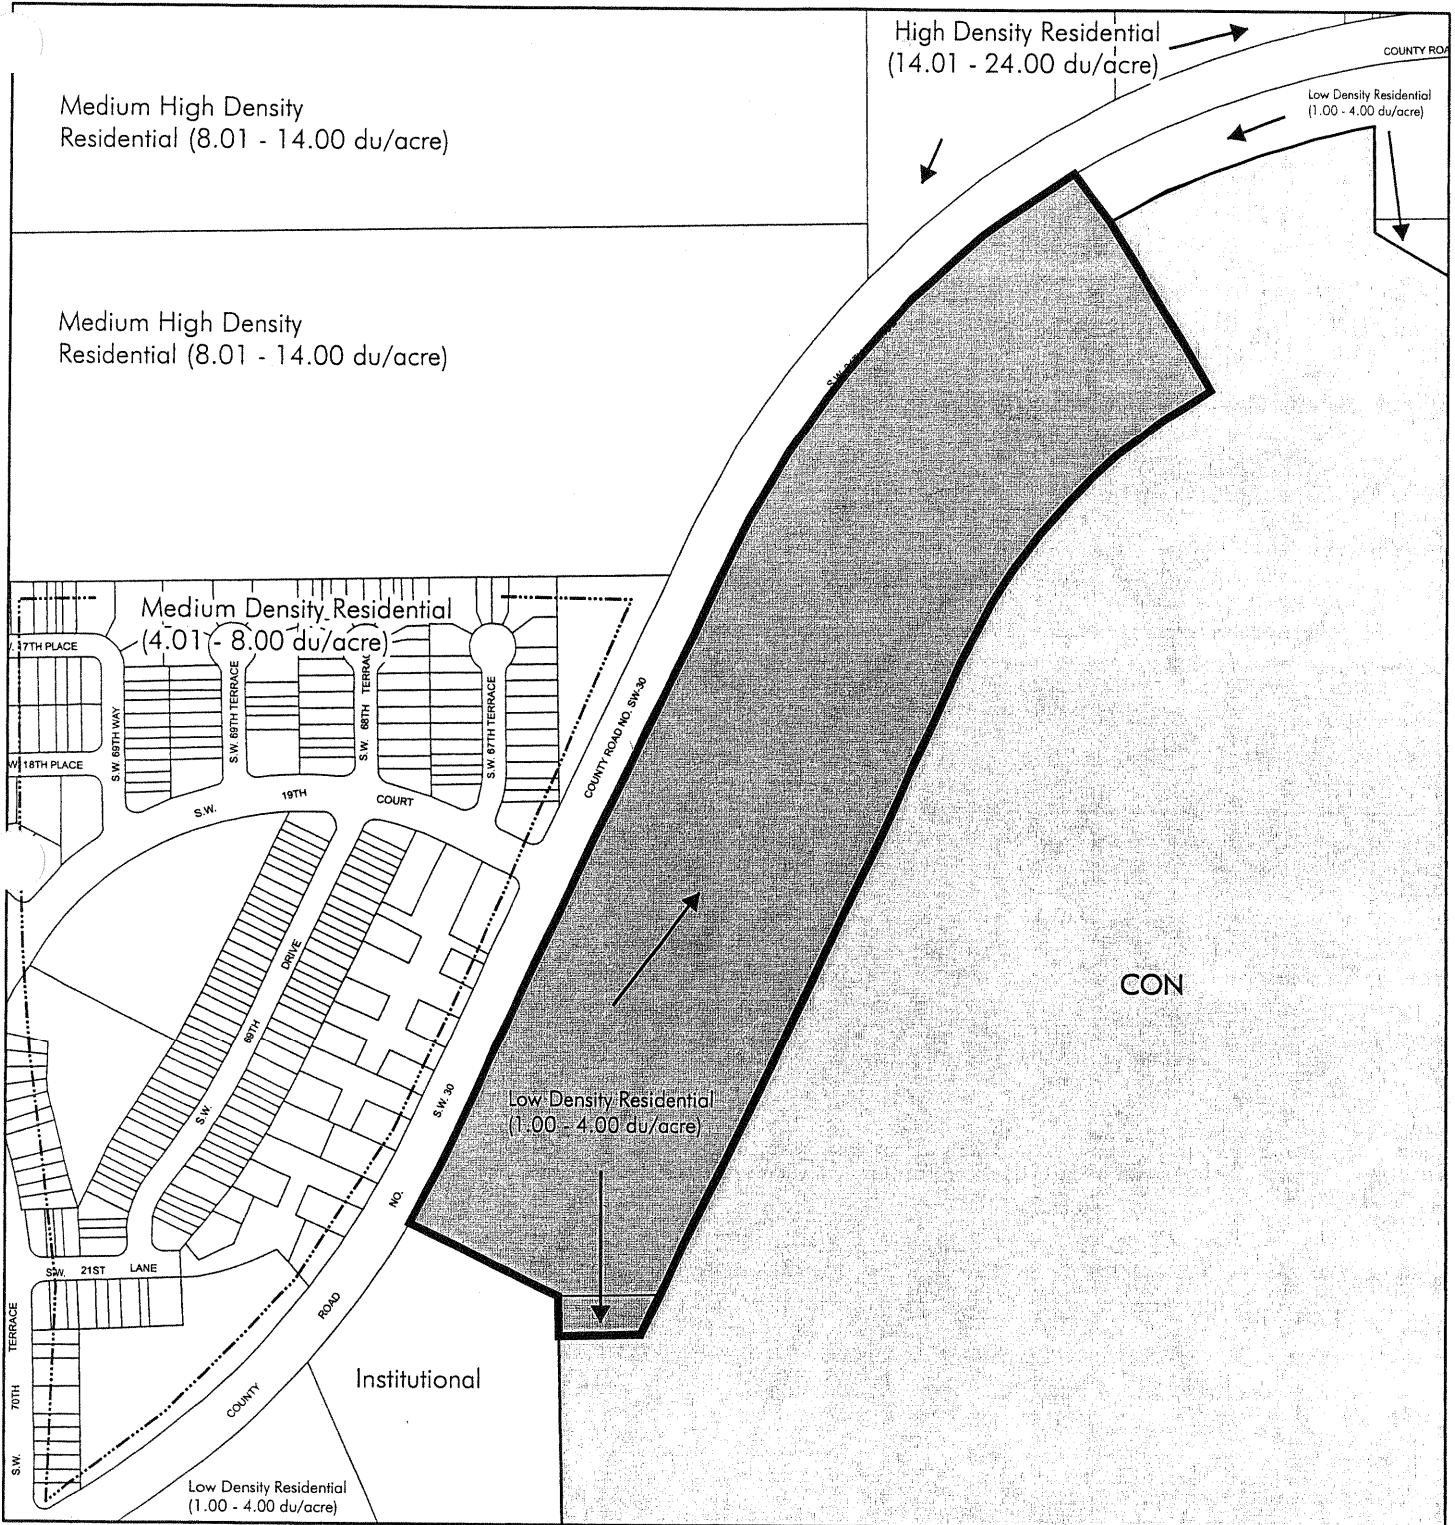 High Density Residential
(14.01 - 24.00 du/acre)
COUNTY ROA
Low Density Residential
(1.00 - 4.00 du/acre)
Medium High Density
Residential (8.01 - 14.00 du/acre)
Medium High Density
Residential (8.01 - 14.00 du/acre)
S.W.
Medium Density Residential
(4.01 - 8.00 du/acre)
7TH PLACE
18TH PLACE
S.W. 69TH WAY
S.W. 69TH TERRACE
S.W. 68TH TERRAC
S.W. 67TH TERRACE
COUNTY ROAD NO. SW-30
S.W. 19TH COURT
S.W. 69TH DRIVE
CON
Low Density Residential
(1.00 - 4.00 du/acre)
S.W. 21ST LANE
COUNTY ROAD NO. S.W. 30
S.W. 70TH TERRACE
Institutional
Low Density Residential
(1.00 - 4.00 du/acre)